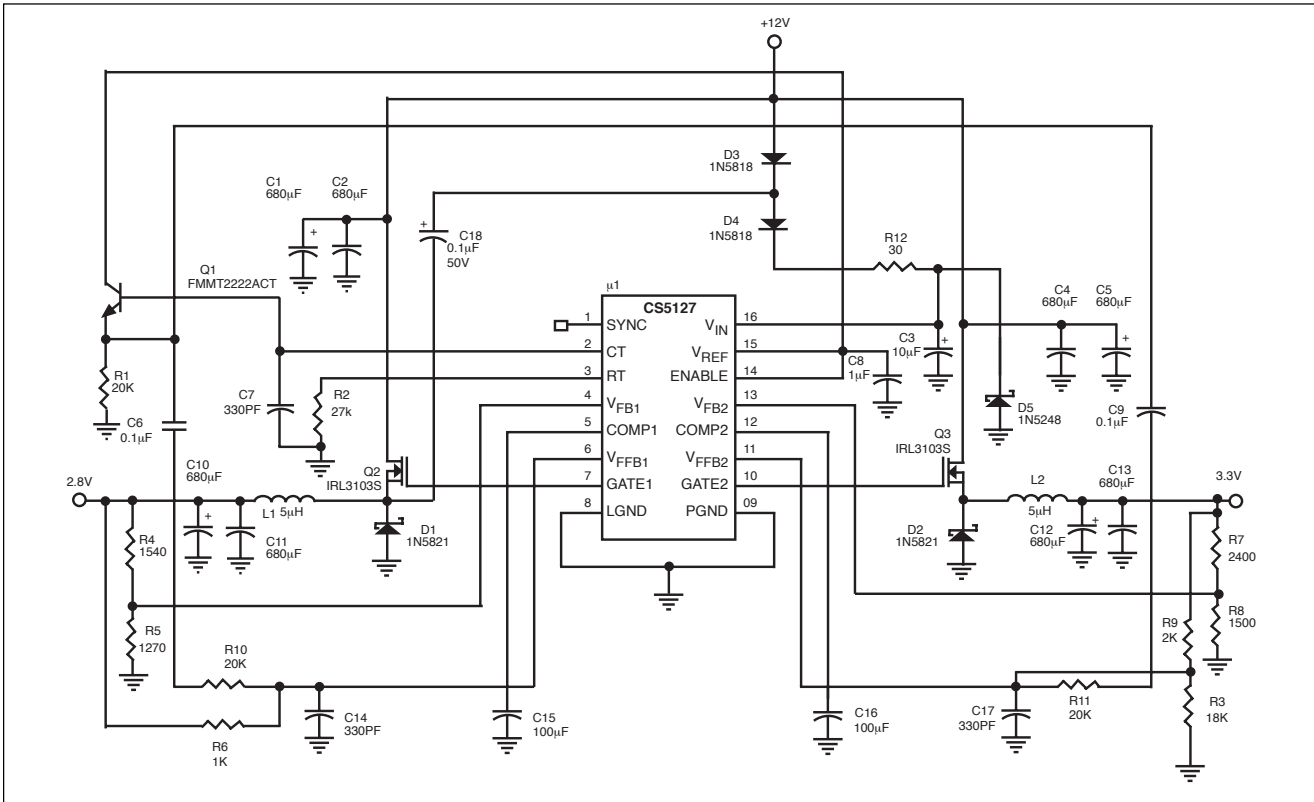 +12V
D3
1N5818
C1
680μF
C2
680μF
D4
1N5818
C18
0.1μF
50V
R12
30
Q1
FMMT2222ACT
μ1
CS5127
C4
680μF
C5
680μF
1
SYNC
VIN
16
2
CT
VREF
15
3
RT
ENABLE
14
4
VFB1
VFB2
13
5
COMP1
COMP2
12
6
VFFB1
VFFB2
11
7
GATE1
GATE2
10
8
LGND
PGND
09
C3
10μF
C8
1μF
R1
20K
C7
330PF
R2
27k
D5
1N5248
C9
0.1μF
C6
0.1μF
Q3
IRL3103S
Q2
IRL3103S
C10
680μF
2.8V
L1
5μH
C11
680μF
D1
1N5821
L2
5μH
C13
680μF
3.3V
D2
1N5821
C12
680μF
R4
1540
R7
2400
R5
1270
R9
2K
R8
1500
R10
20K
R6
1K
C14
330PF
C15
100μF
C16
100μF
C17
330PF
R11
20K
R3
18K
+
+
+
+
+
+